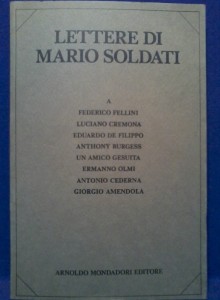 LETTERE DI
MARIO SOLDATI
A
FEDERICO FELLINI
LUCIANO CREMONA
EDUARDO DE FILIPPO
ANTHONY BURGESS
UN AMICO GESUITA
ERMANNO OLMI
ANTONIO CEDERNA
GIORGIO AMENDOLA
ARNOLDO MONDADORI EDITORE